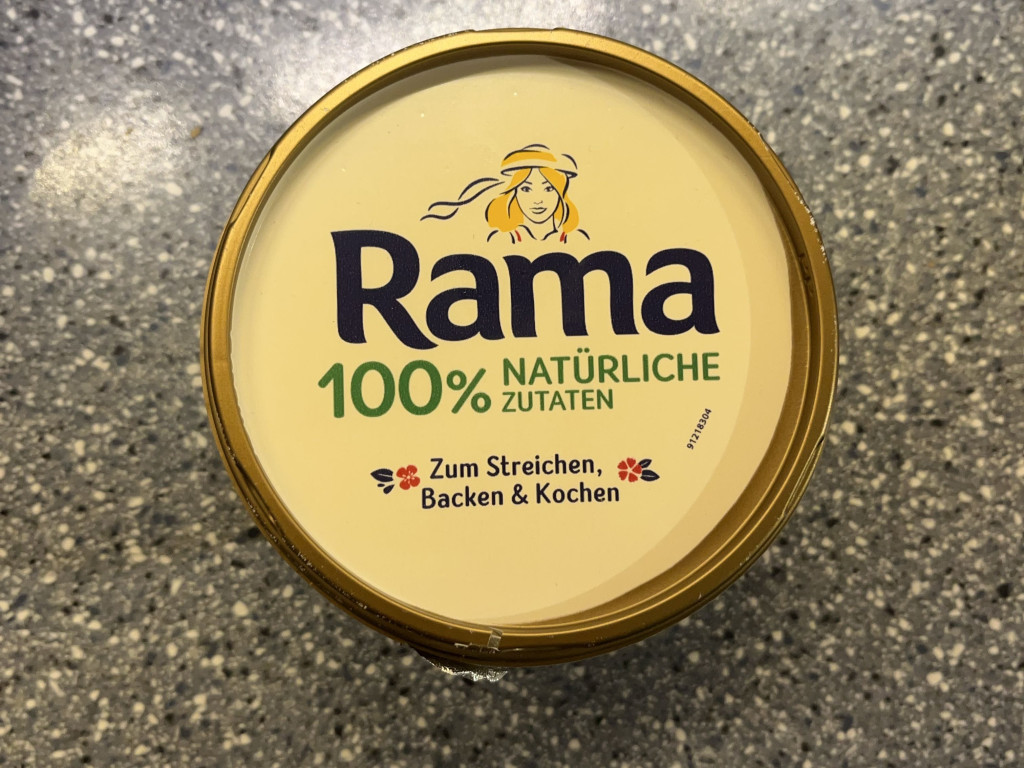 Rama
100% NATÜRLICHE
ZUTATEN
91218304
Zum Streichen,
Backen & Kochen